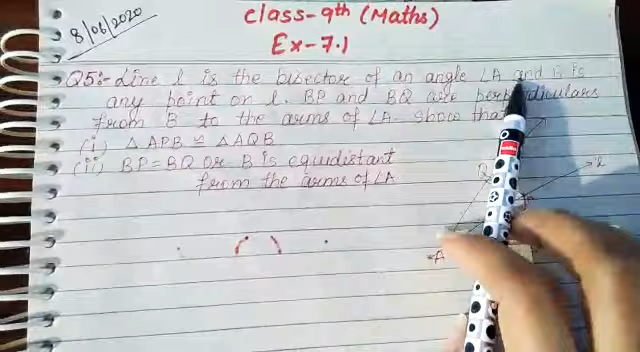 8/06/2020
Class-9th (Maths)
Ex-7.1
Q5:- Line l is the bisector of an angle ∠A and B is
any point on l. BP and BQ are perpendiculars
from B to the arms of ∠A. show that
(i) △APB ≅ △AQB
(ii) BP=BQ or B is equidistant
from the arms of ∠A
Q
l
A